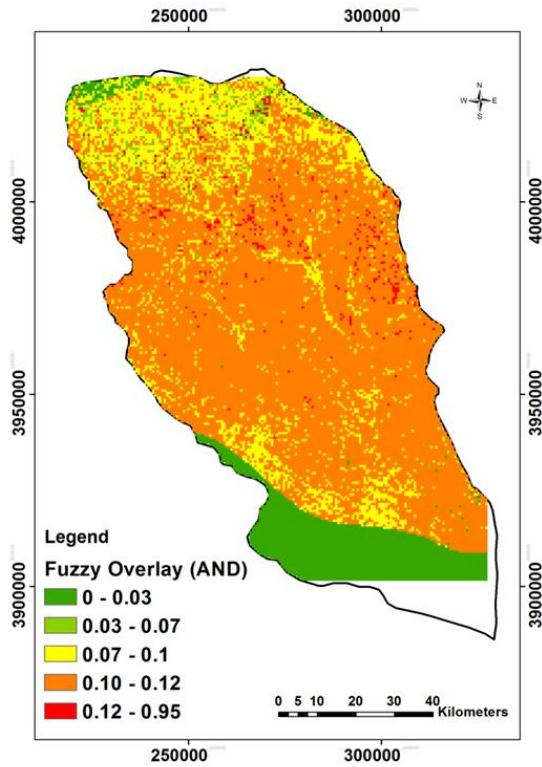 250000 300000
N
W E
S
4000000 4000000
3950000 3950000
3900000 3900000
Legend
Fuzzy Overlay (AND)
0 - 0.03
0.03 - 0.07
0.07 - 0.1
0.10 - 0.12
0.12 - 0.95
0 5 10 20 30 40
Kilometers
250000 300000